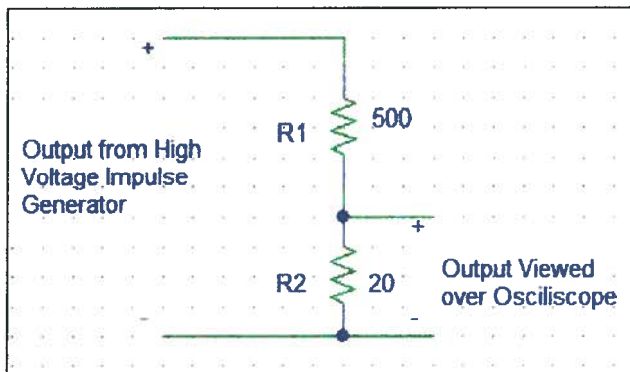 +
500
R1
Output from High
Voltage Impulse
Generator
+
R2
20
Output Viewed
over Osciliscope
-
-